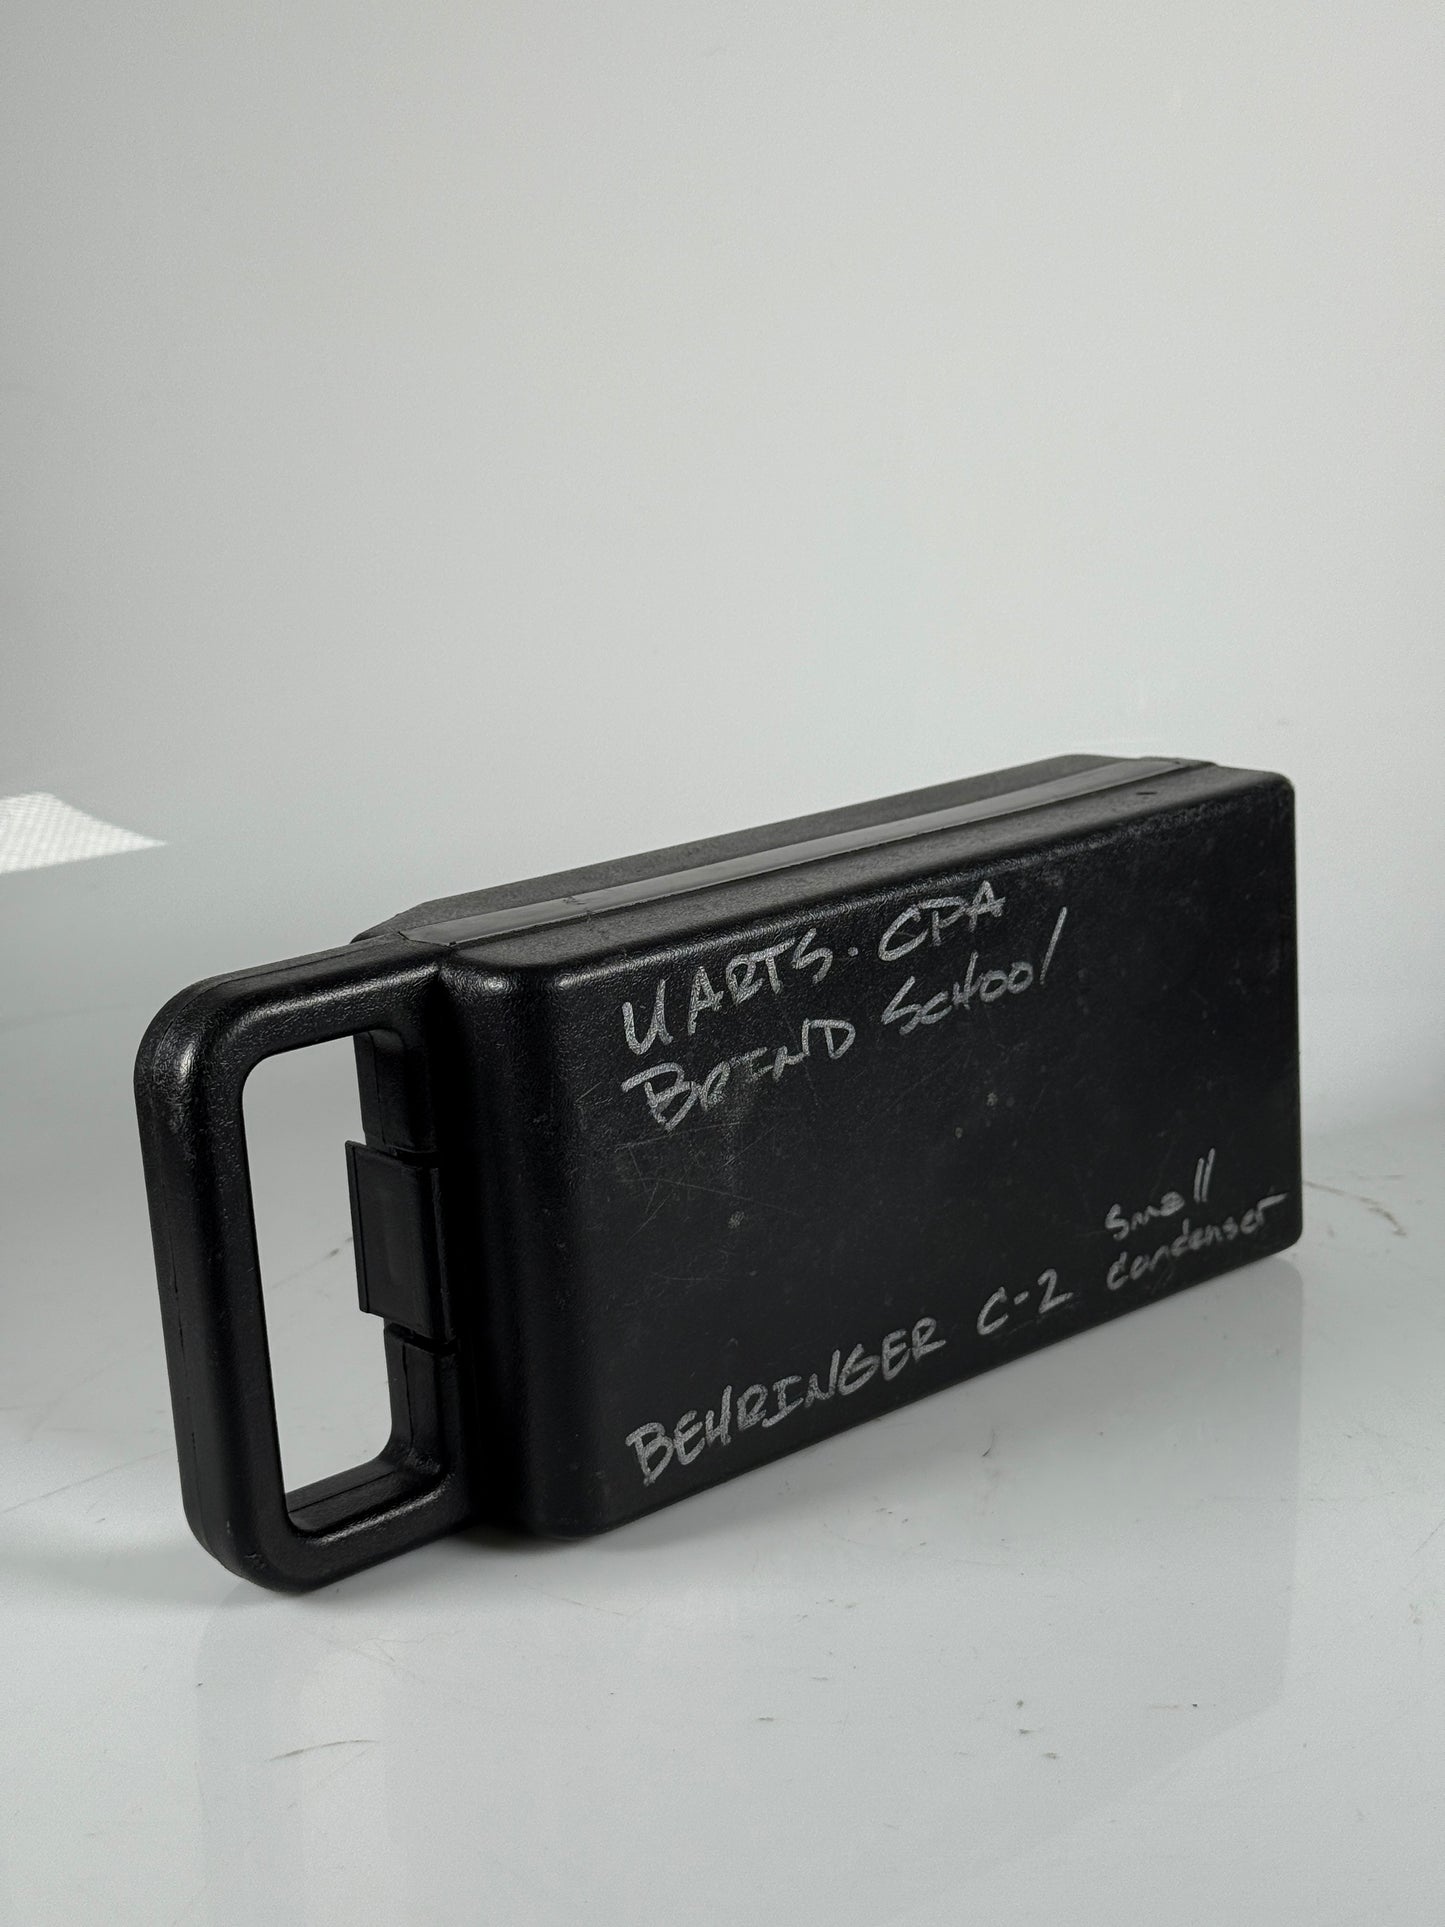 UARTS. CPA
BRIND SCHOOL
small
BEHRINGER C-2 condenser